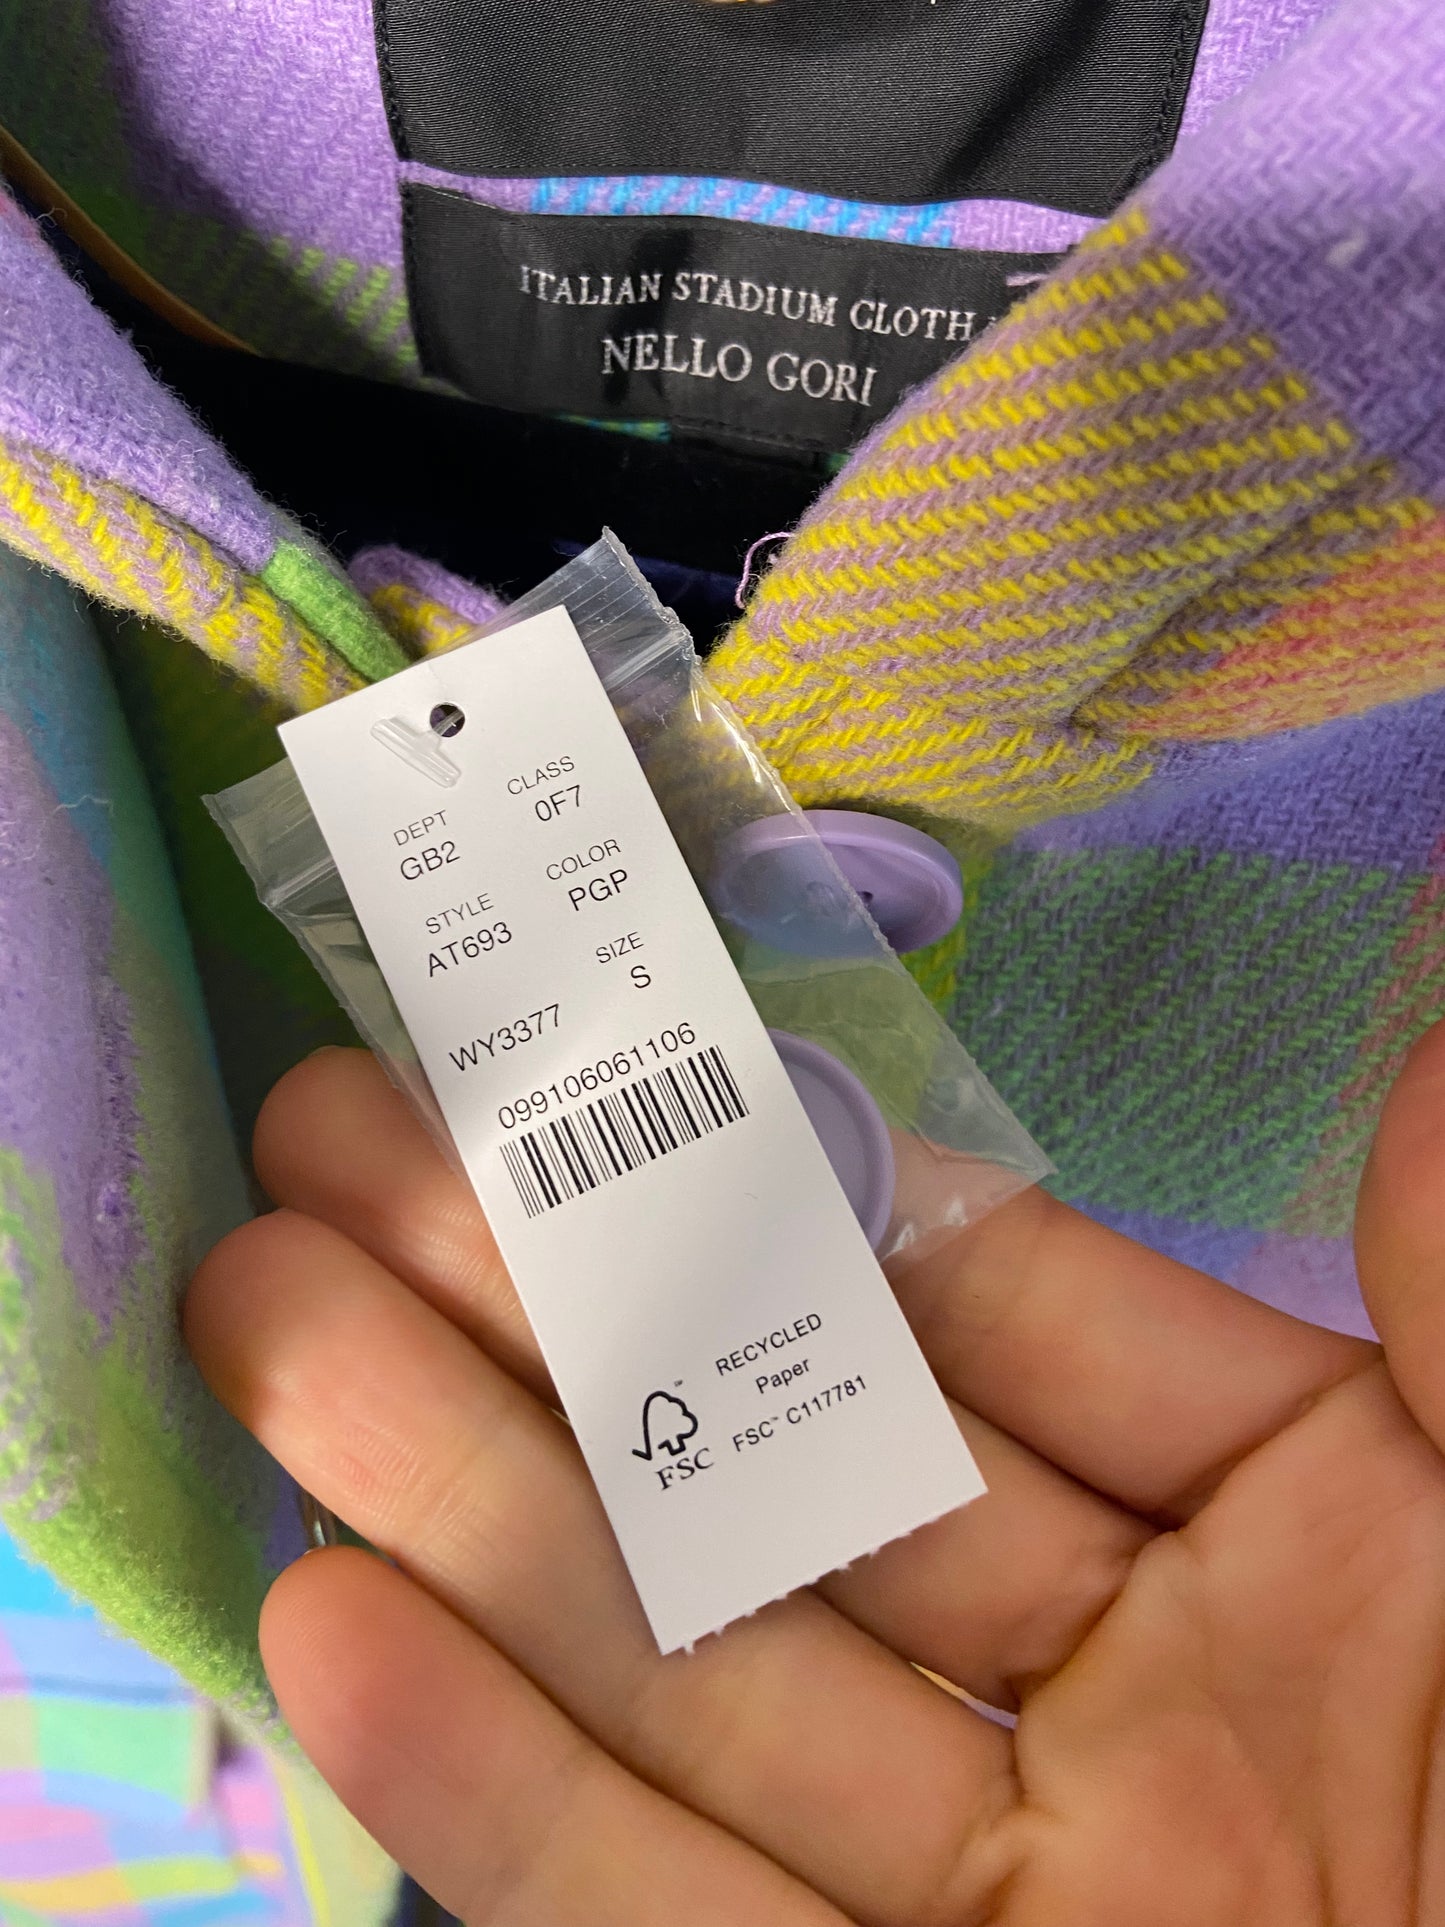 ITALIAN STADIUM CLOTH
NELLO GORI
DEPT CLASS
GB2 0F7
STYLE COLOR
AT693 PGP
SIZE
S
WY3377
099106061106
RECYCLED
Paper
FSC™ C117781
FSC